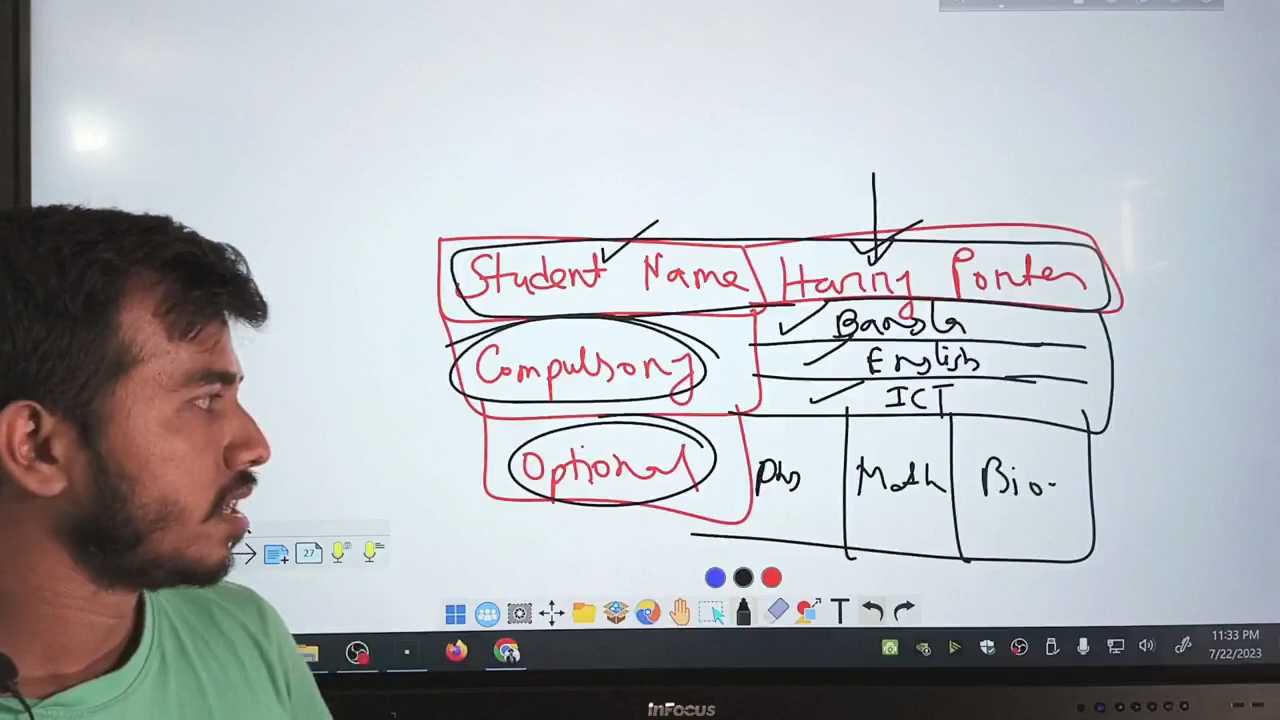 Student Name Harry Porter
Bangla
Compulsory English
ICT
Optional Phy Math Bio.
27
T
11:33 PM
7/22/2023
InFocus